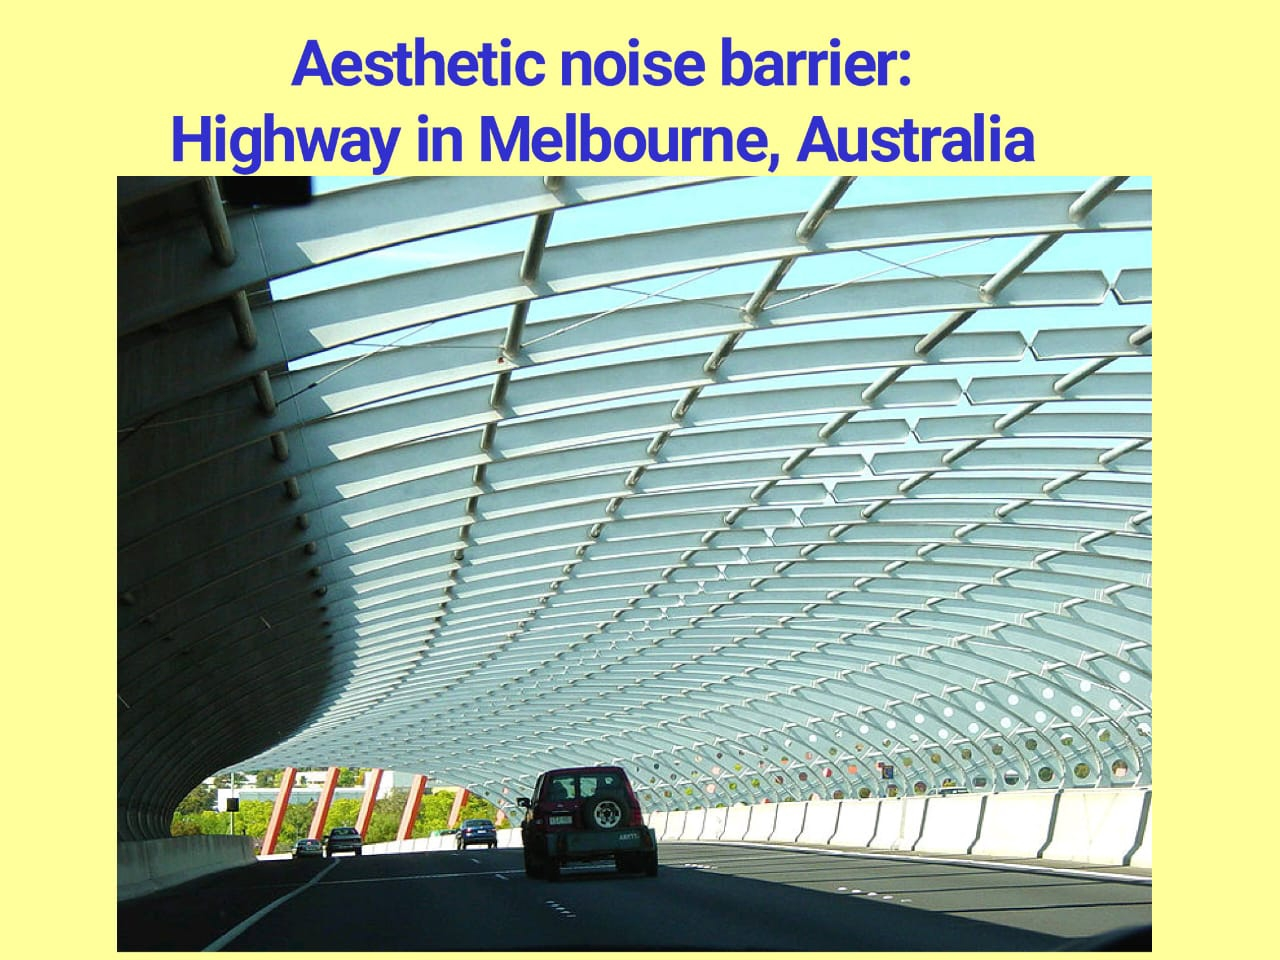 Aesthetic noise barrier:
Highway in Melbourne, Australia